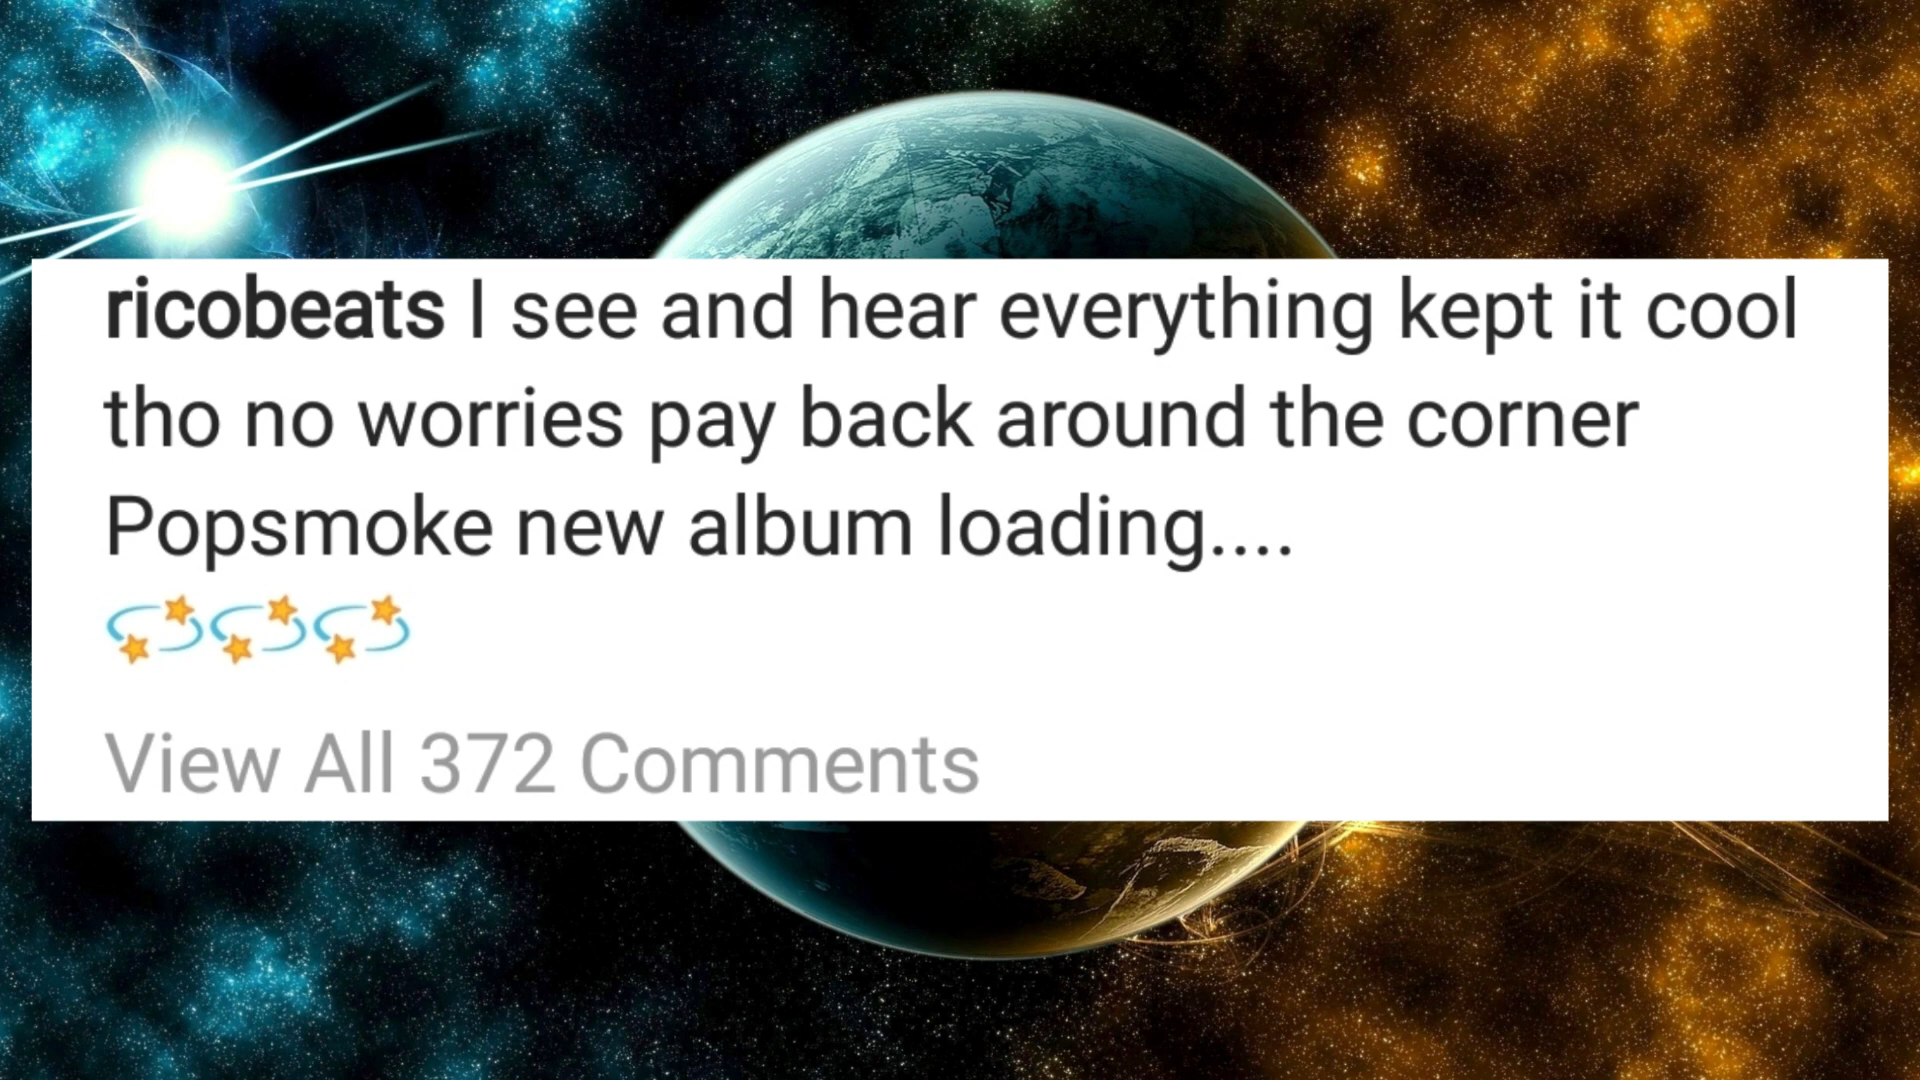 ricobeats I see and hear everything kept it cool
tho no worries pay back around the corner
Popsmoke new album loading....
💫💫💫
View All 372 Comments